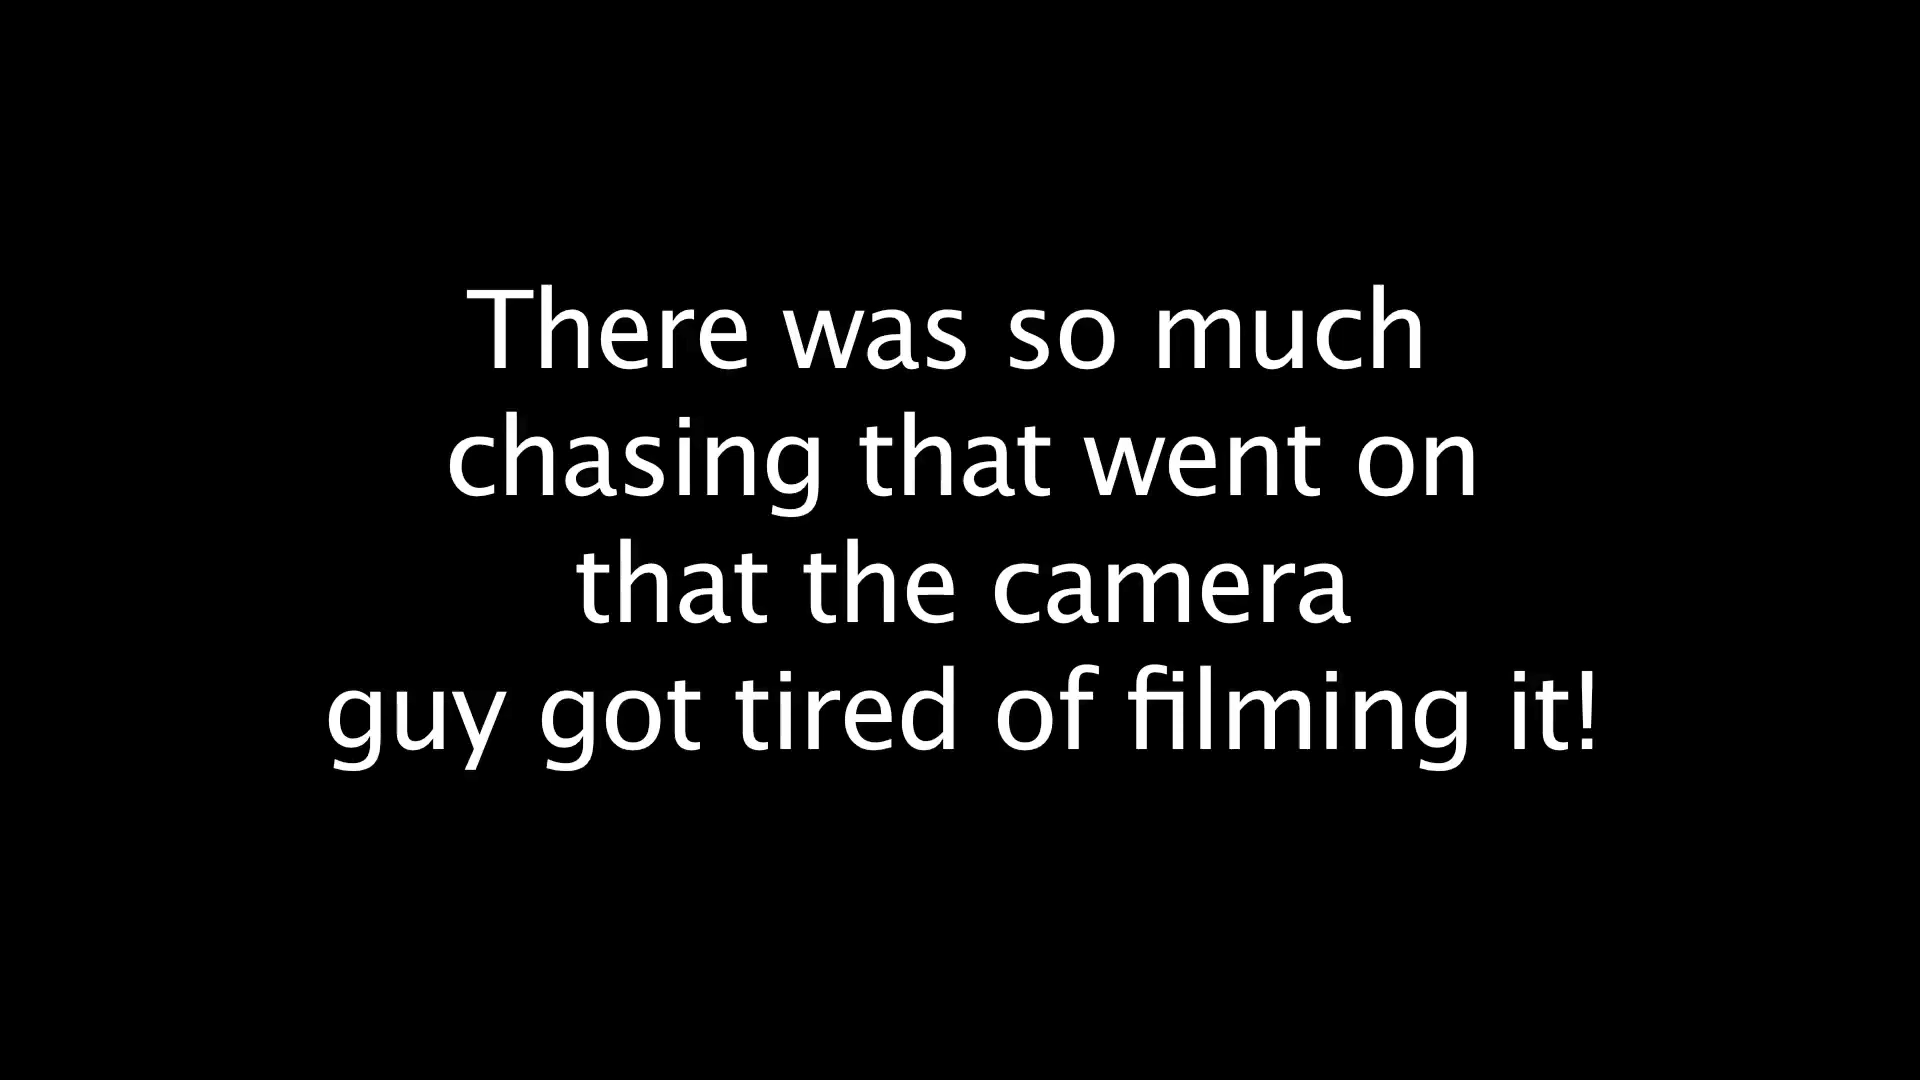 There was so much
chasing that went on
that the camera
guy got tired of filming it!